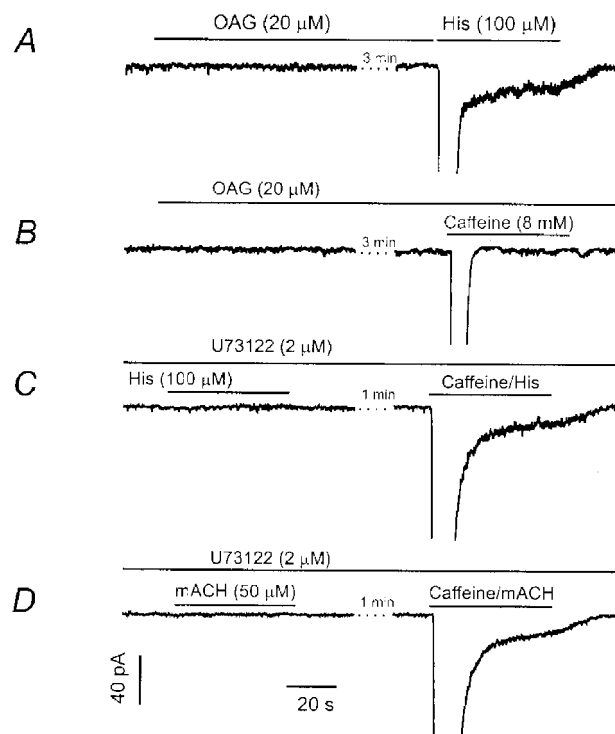 A
OAG (20 µM) His (100 µM)
3 min
B
OAG (20 µM)
Caffeine (8 mM)
3 min
C
U73122 (2 µM)
His (100 µM) Caffeine/His
1 min
D
U73122 (2 µM)
mACH (50 µM) Caffeine/mACH
1 min
40 pA
20 s